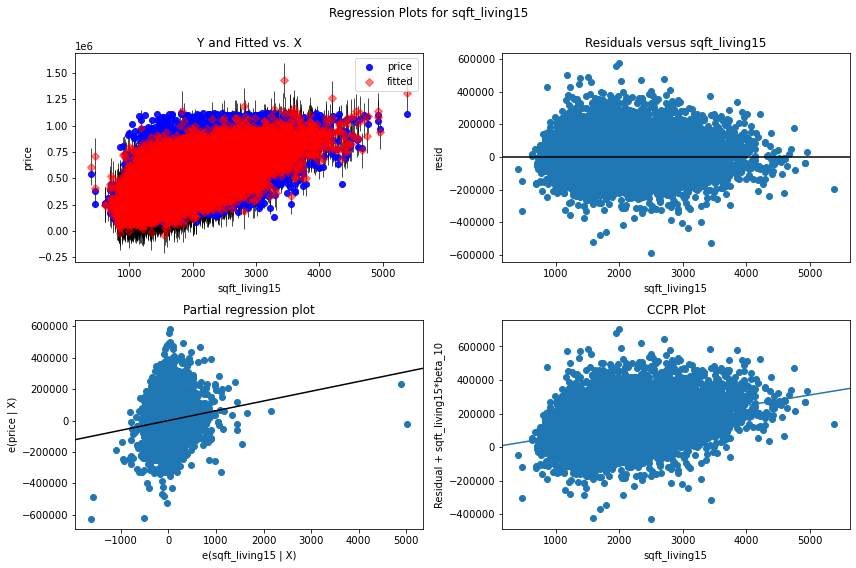 Regression Plots for sqft_living15
Y and Fitted vs. X
1e6
price
fitted
1.50
1.25
1.00
0.75
0.50
0.25
0.00
−0.25
price
1000 2000 3000 4000 5000
sqft_living15
Residuals versus sqft_living15
600000
400000
200000
0
−200000
−400000
−600000
resid
1000 2000 3000 4000 5000
sqft_living15
Partial regression plot
600000
400000
200000
0
−200000
−400000
−600000
e(price | X)
−1000 0 1000 2000 3000 4000 5000
e(sqft_living15 | X)
CCPR Plot
600000
400000
200000
0
−200000
−400000
Residual + sqft_living15*beta_10
1000 2000 3000 4000 5000
sqft_living15